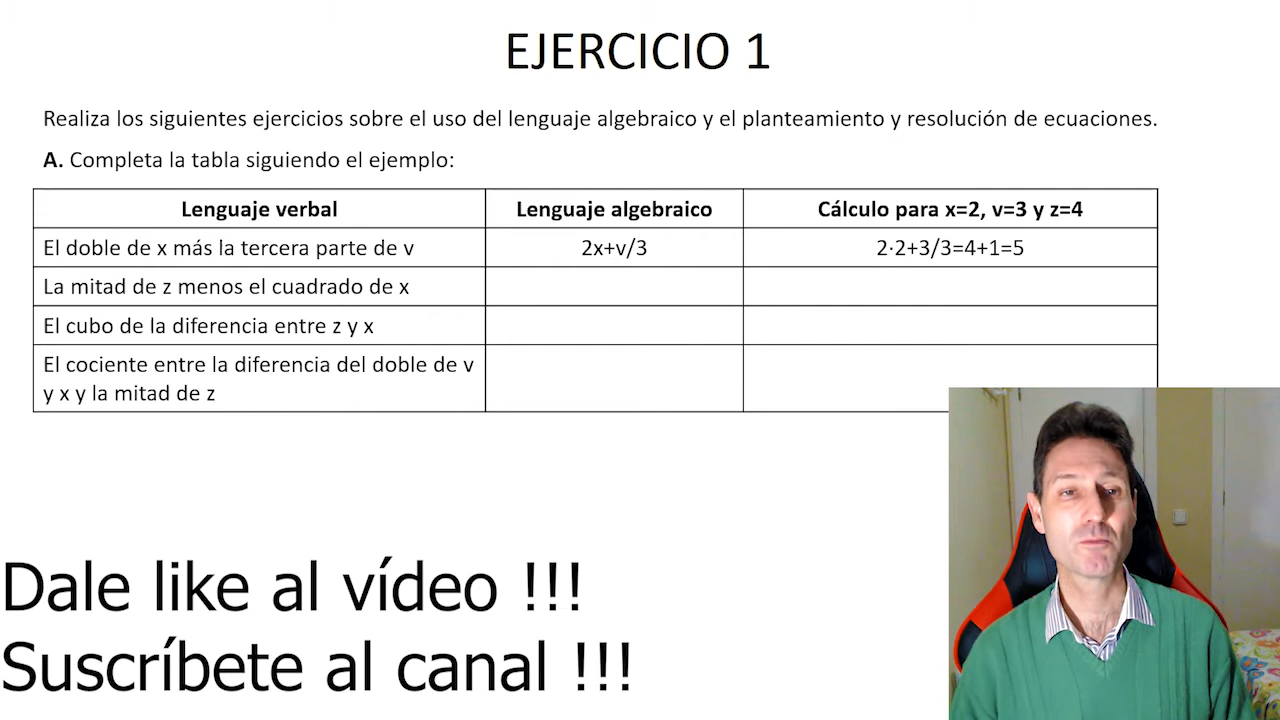 EJERCICIO 1
Realiza los siguientes ejercicios sobre el uso del lenguaje algebraico y el planteamiento y resolución de ecuaciones.
A. Completa la tabla siguiendo el ejemplo:
Lenguaje verbal Lenguaje algebraico Cálculo para x=2, v=3 y z=4
El doble de x más la tercera parte de v 2x+v/3 2·2+3/3=4+1=5
La mitad de z menos el cuadrado de x
El cubo de la diferencia entre z y x
El cociente entre la diferencia del doble de v
y x y la mitad de z
Dale like al vídeo !!!
Suscríbete al canal !!!